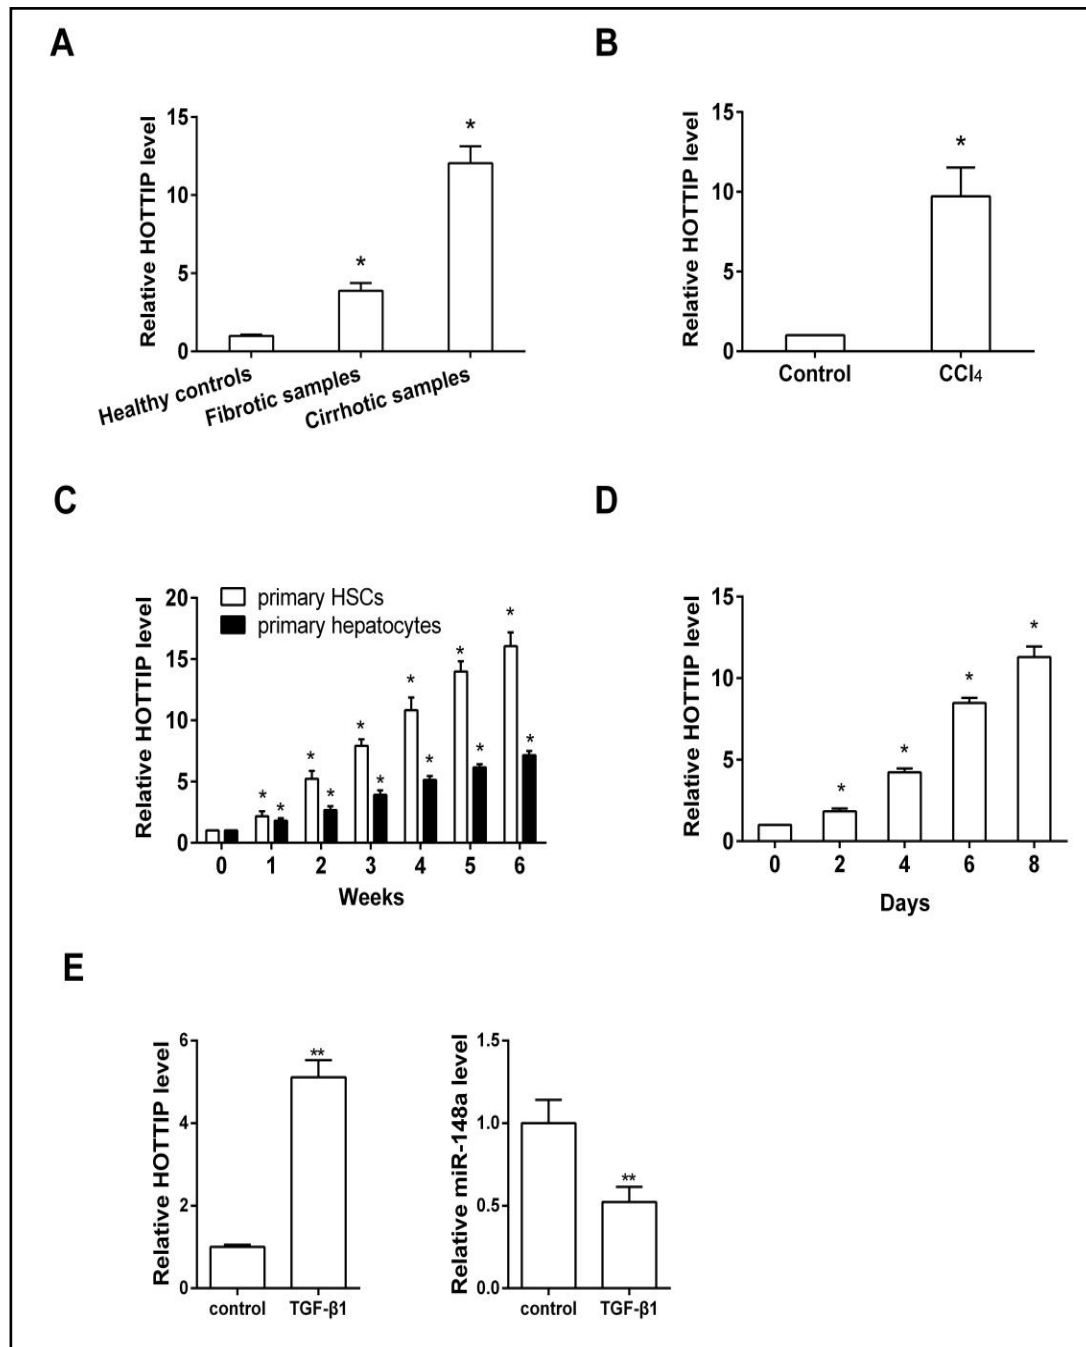 A
Relative HOTTIP level
15
10
5
0
*
*
Healthy controls
Fibrotic samples
Cirrhotic samples
B
Relative HOTTIP level
15
10
5
0
*
Control
CCl4
C
Relative HOTTIP level
20
15
10
5
0
primary HSCs
primary hepatocytes
* * * * * * * * * * * *
0 1 2 3 4 5 6
Weeks
D
Relative HOTTIP level
15
10
5
0
* * * *
0 2 4 6 8
Days
E
Relative HOTTIP level
6
4
2
0
**
control TGF-β1
Relative miR-148a level
1.5
1.0
0.5
0.0
**
control TGF-β1